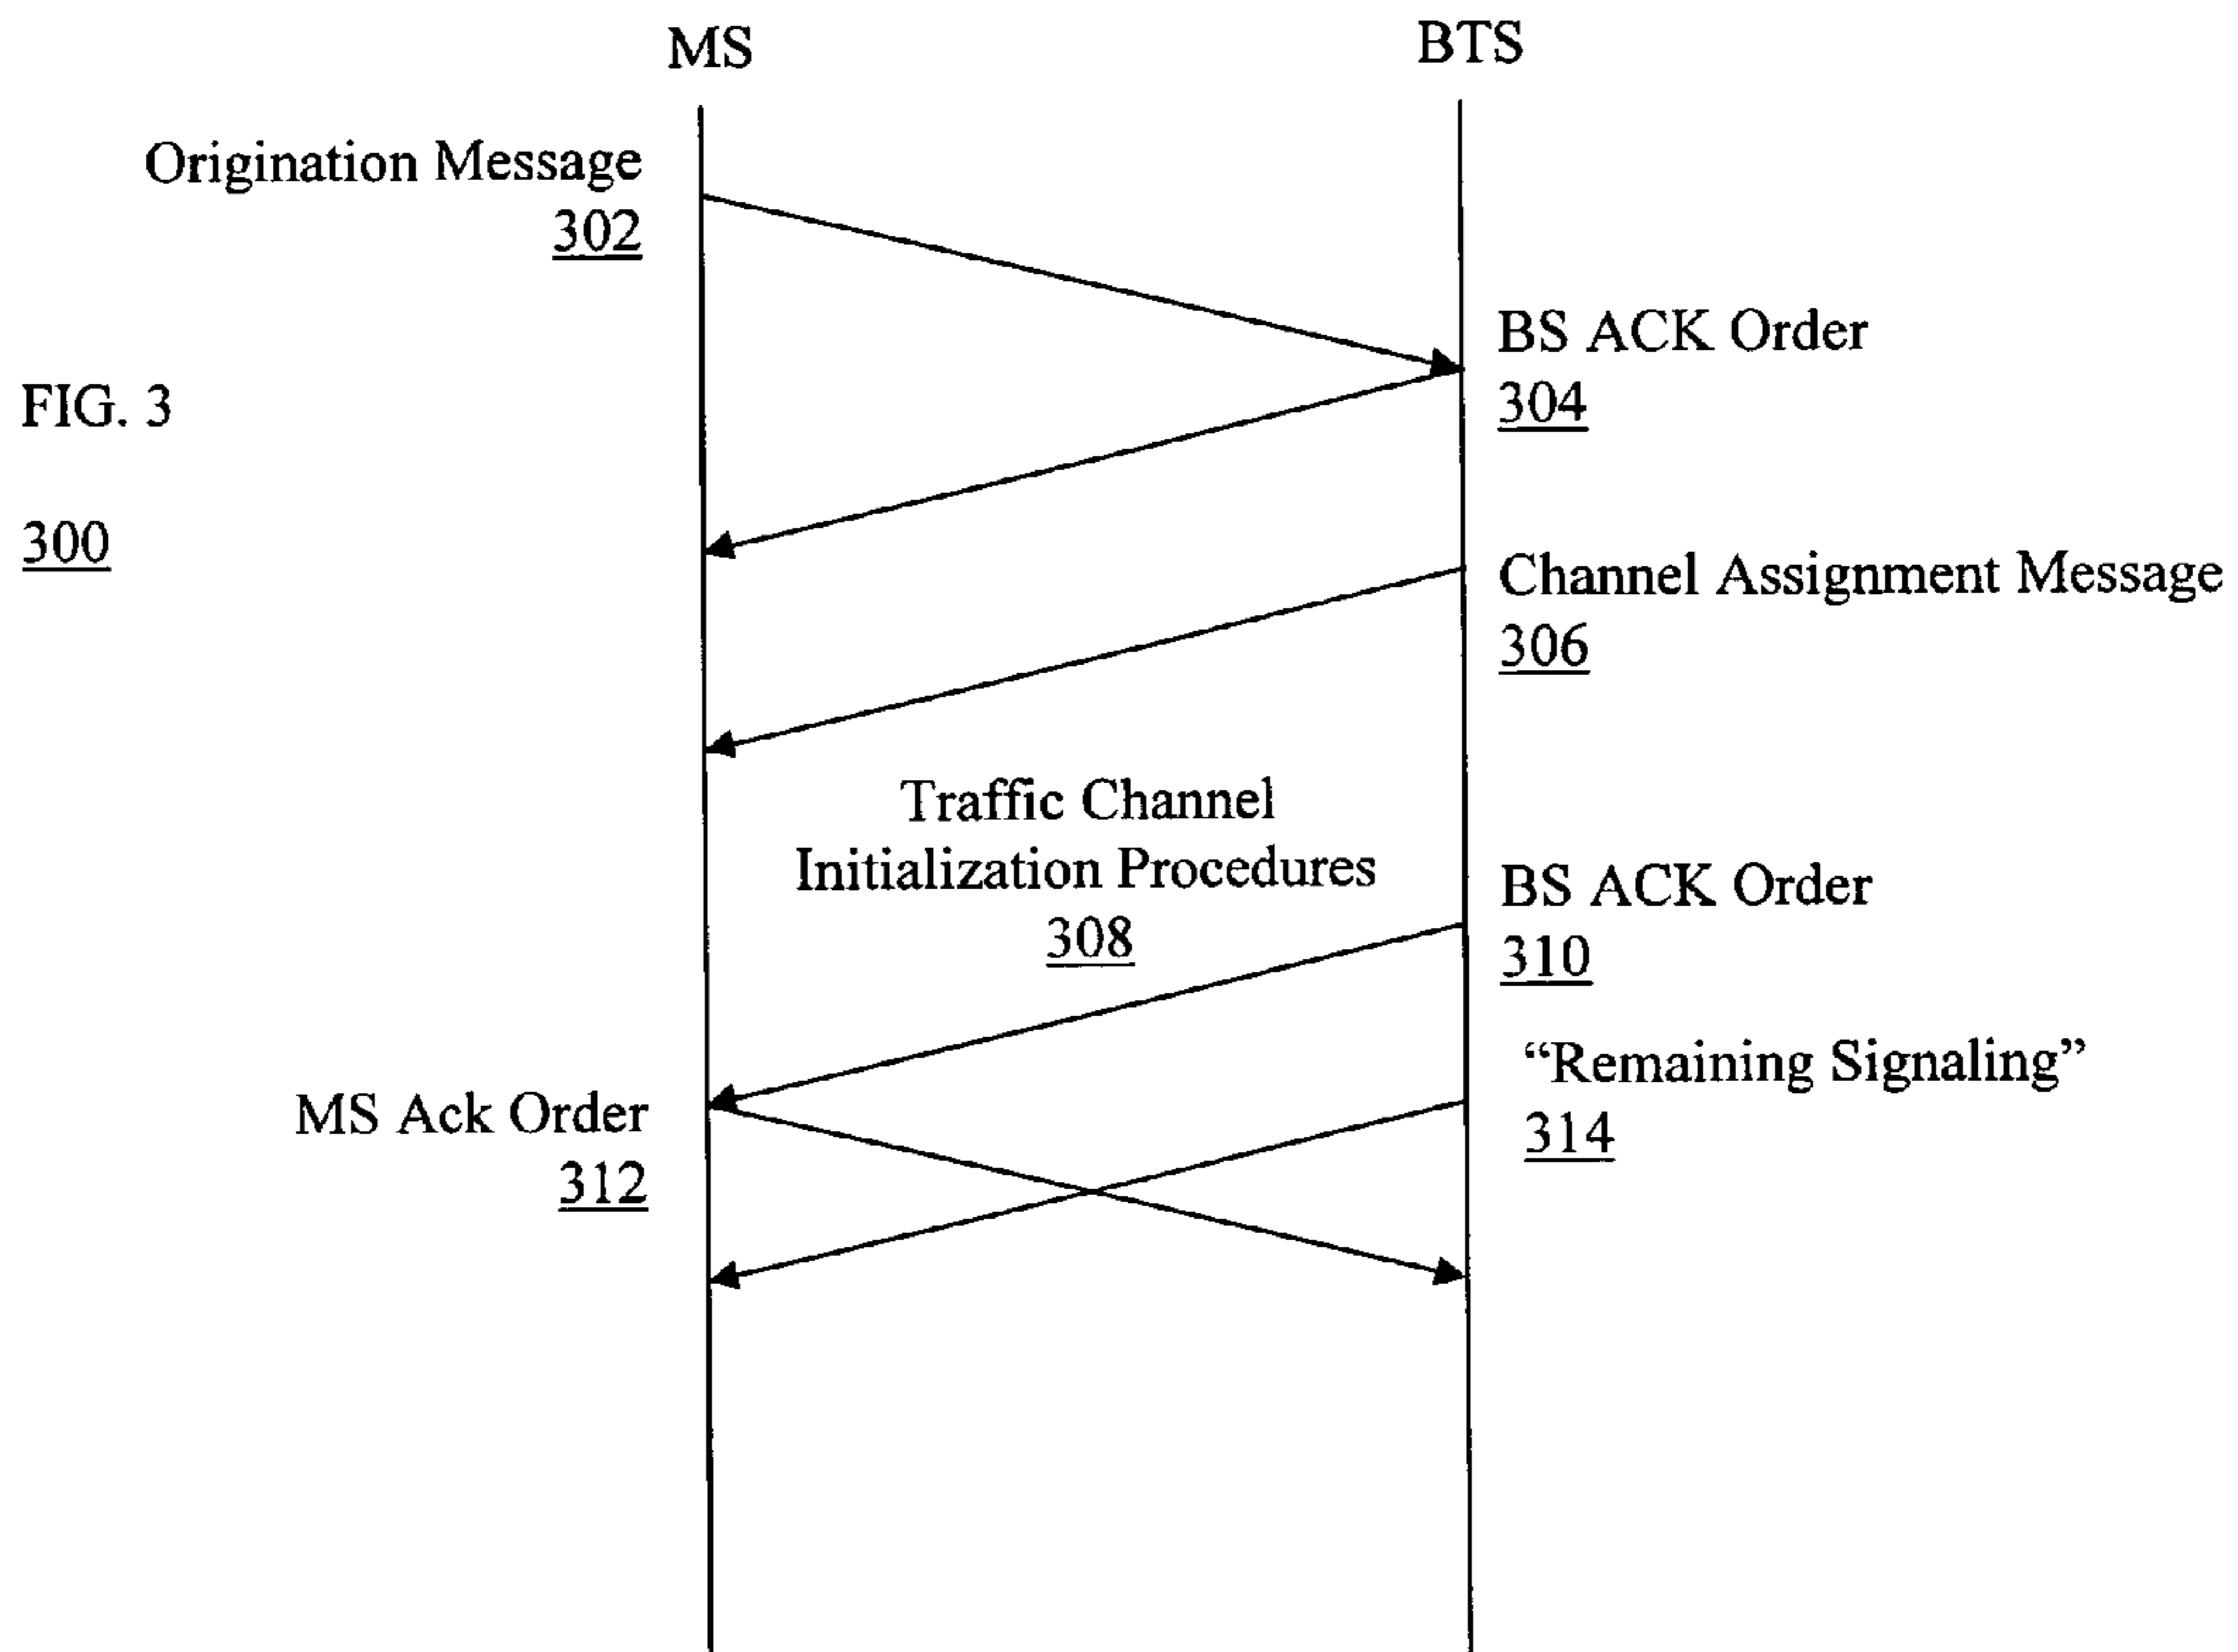 MS
BTS
Origination Message
302
BS ACK Order
304
FIG. 3
300
Channel Assignment Message
306
Traffic Channel
Initialization Procedures
308
BS ACK Order
310
“Remaining Signaling”
314
MS Ack Order
312